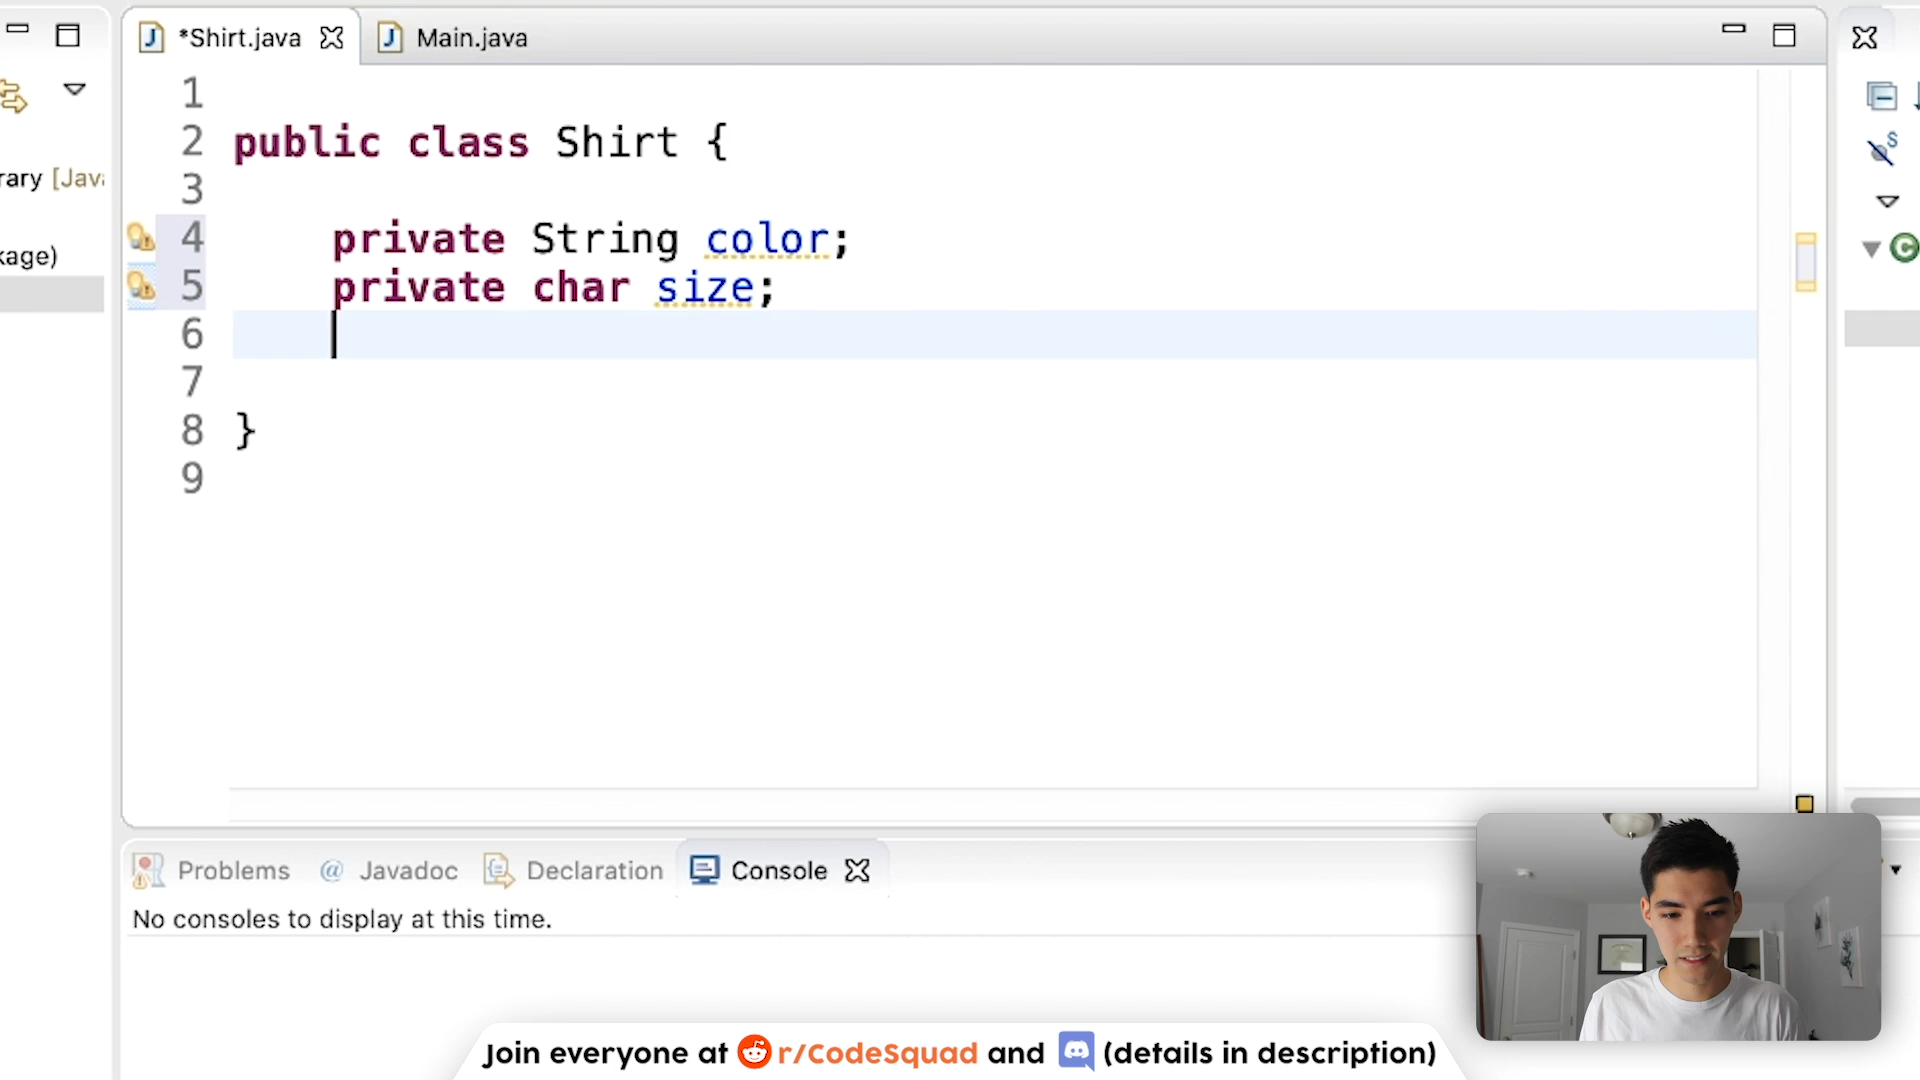 *Shirt.java
Main.java
1
2 public class Shirt {
3
4 private String color;
5 private char size;
6
7
8 }
9
rary [Java
kage)
Problems @ Javadoc Declaration Console
No consoles to display at this time.
Join everyone at r/CodeSquad and (details in description)